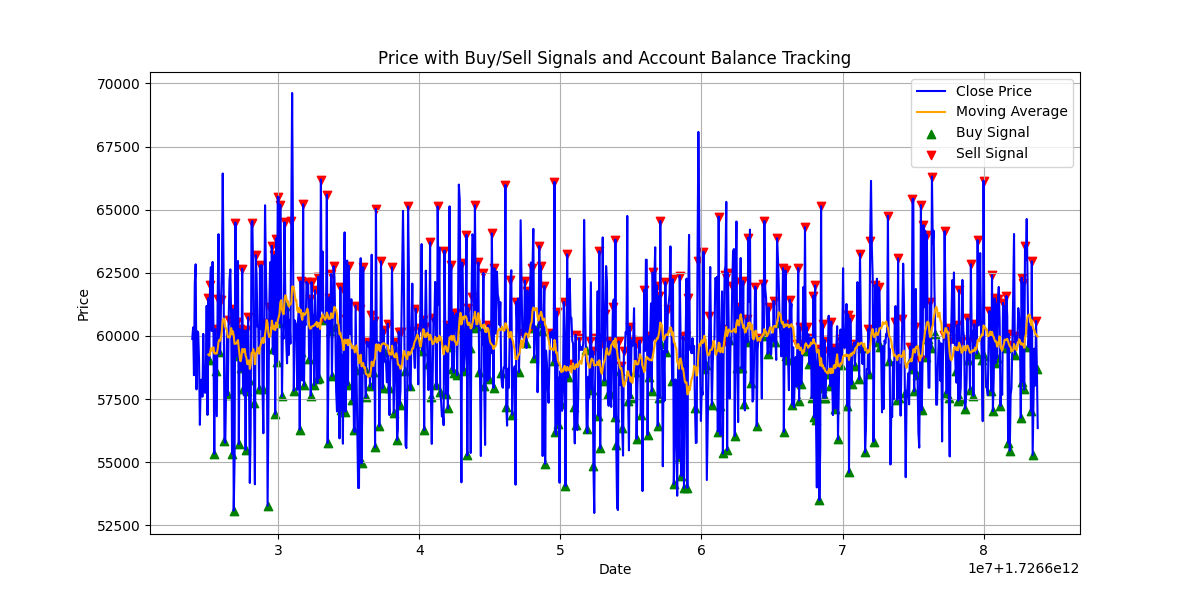 Price with Buy/Sell Signals and Account Balance Tracking
Close Price
Moving Average
Buy Signal
Sell Signal
70000
67500
65000
62500
60000
57500
55000
52500
Price
3 4 5 6 7 8
Date
1e7+1.7266e12